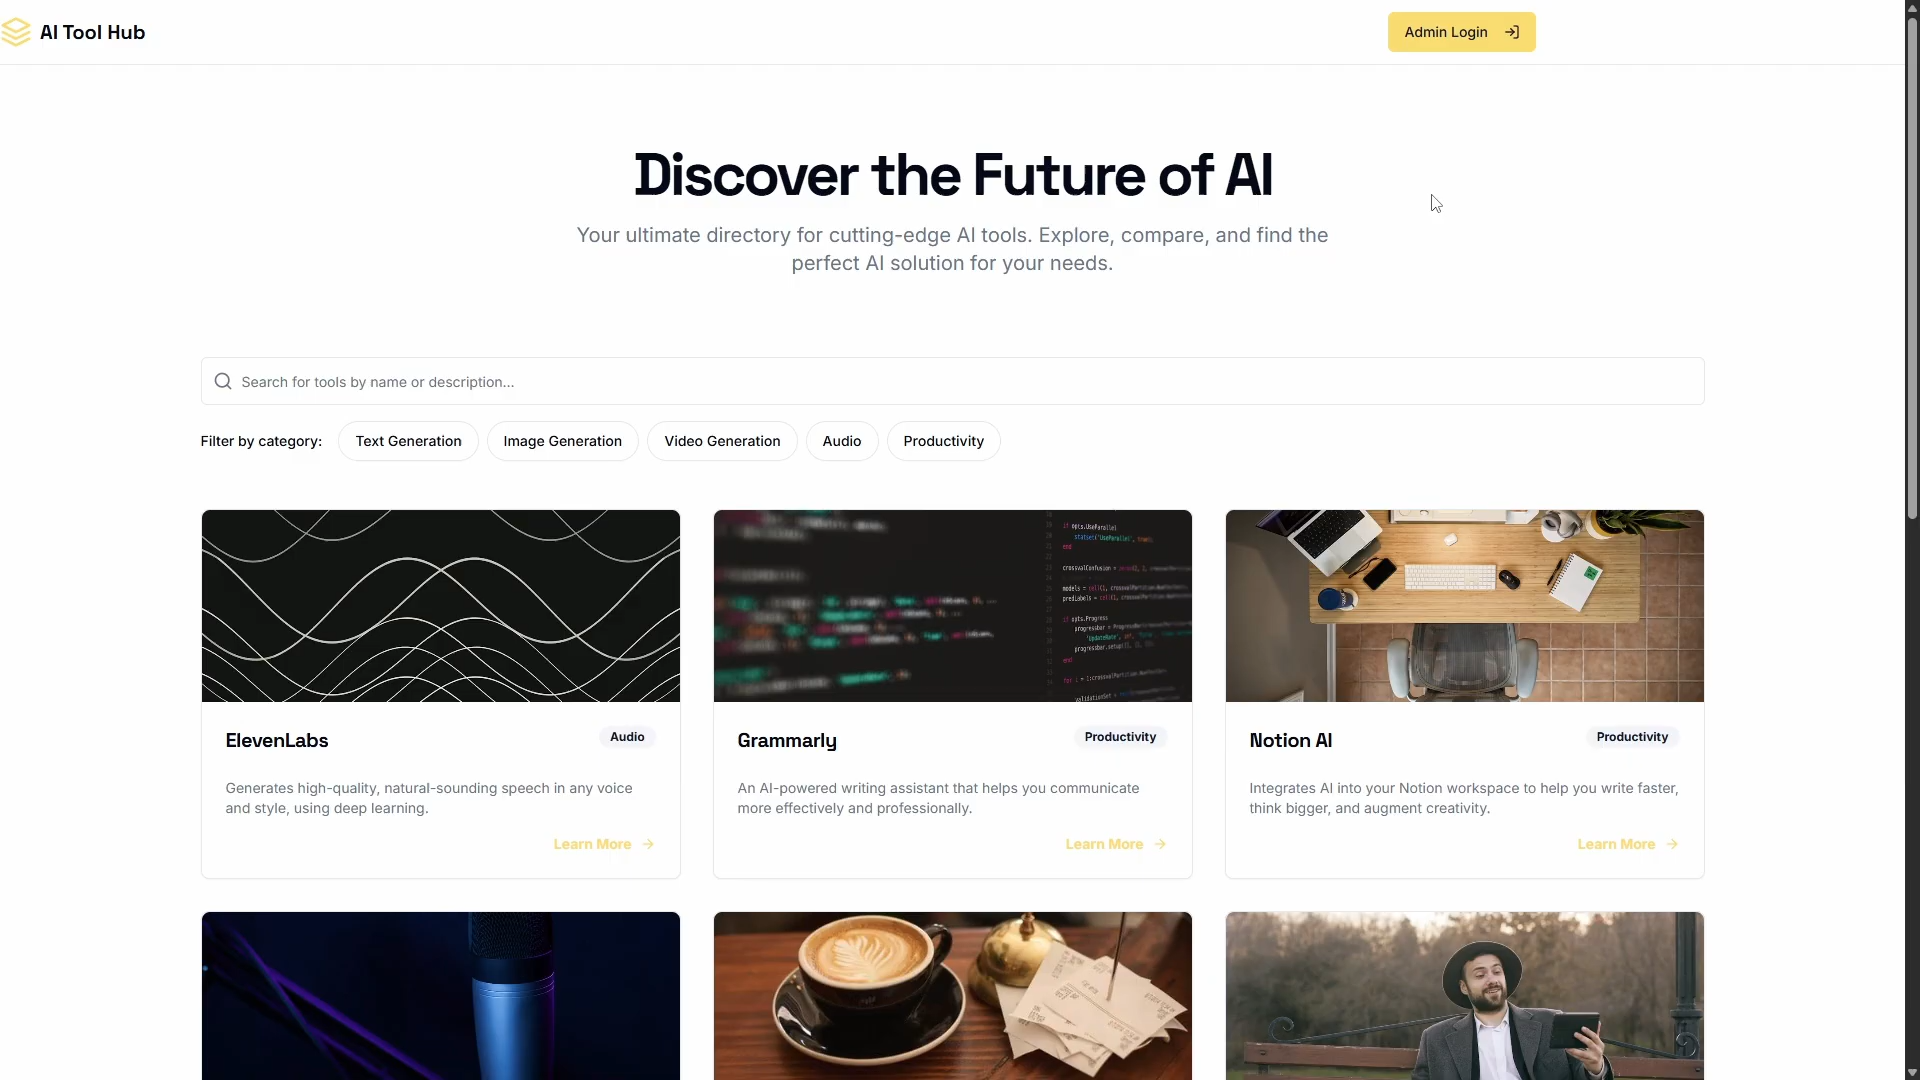 AI Tool Hub
Admin Login
Discover the Future of AI
Your ultimate directory for cutting-edge AI tools. Explore, compare, and find the
perfect AI solution for your needs.
Search for tools by name or description...
Filter by category:
Text Generation
Image Generation
Video Generation
Audio
Productivity
ElevenLabs
Audio
Generates high-quality, natural-sounding speech in any voice
and style, using deep learning.
Learn More
Grammarly
Productivity
An AI-powered writing assistant that helps you communicate
more effectively and professionally.
Learn More
Notion AI
Productivity
Integrates AI into your Notion workspace to help you write faster,
think bigger, and augment creativity.
Learn More